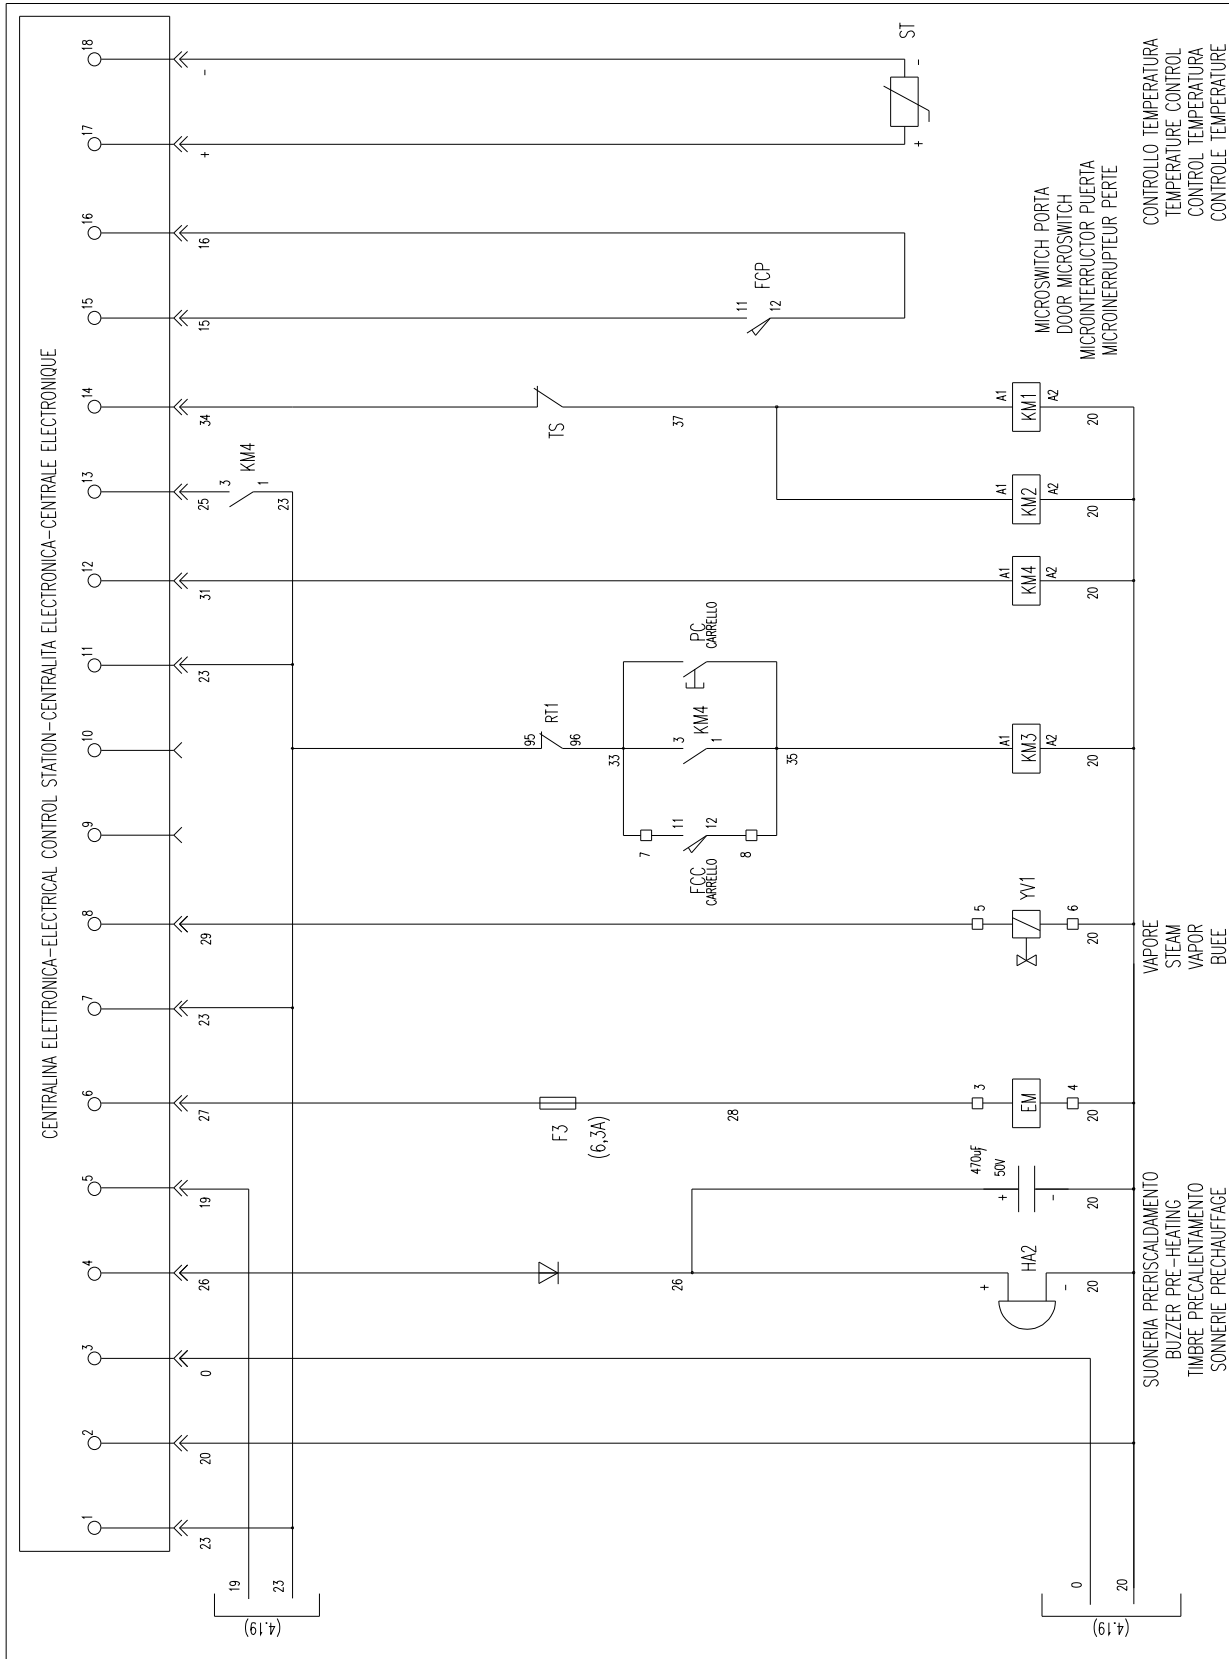 CENTRALINA ELETTRONICA-ELECTRICAL CONTROL STATION-CENTRALITA ELECTRONICA-CENTRALE ELECTRONIQUE
1
2
3
4
5
6
7
8
9
10
11
12
13
14
15
16
17
18
23
20
0
26
19
27
23
29
23
31
25
34
15
16
+
-
3
KM4
1
23
19
23
(4.19)
F3
(6,3A)
95
RT1
96
TS
33
7
11
FCC
CARRELLO
12
8
3
KM4
1
PC
CARRELLO
35
26
28
37
11
FCP
12
ST
-
+
+
HA2
-
20
470uF
50V
+
-
20
3
EM
4
20
5
YV1
6
20
A1
KM3
A2
20
A1
KM4
A2
20
A1
KM2
A2
20
A1
KM1
A2
20
0
20
(4.19)
SUONERIA PRERISCALDAMENTO
BUZZER PRE-HEATING
TIMBRE PRECALIENTAMENTO
SONNERIE PRECHAUFFAGE
VAPORE
STEAM
VAPOR
BUEE
MICROSWITCH PORTA
DOOR MICROSWITCH
MICROINTERRUCTOR PUERTA
MICROINERRUPTEUR PERTE
CONTROLLO TEMPERATURA
TEMPERATURE CONTROL
CONTROL TEMPERATURA
CONTROLE TEMPERATURE